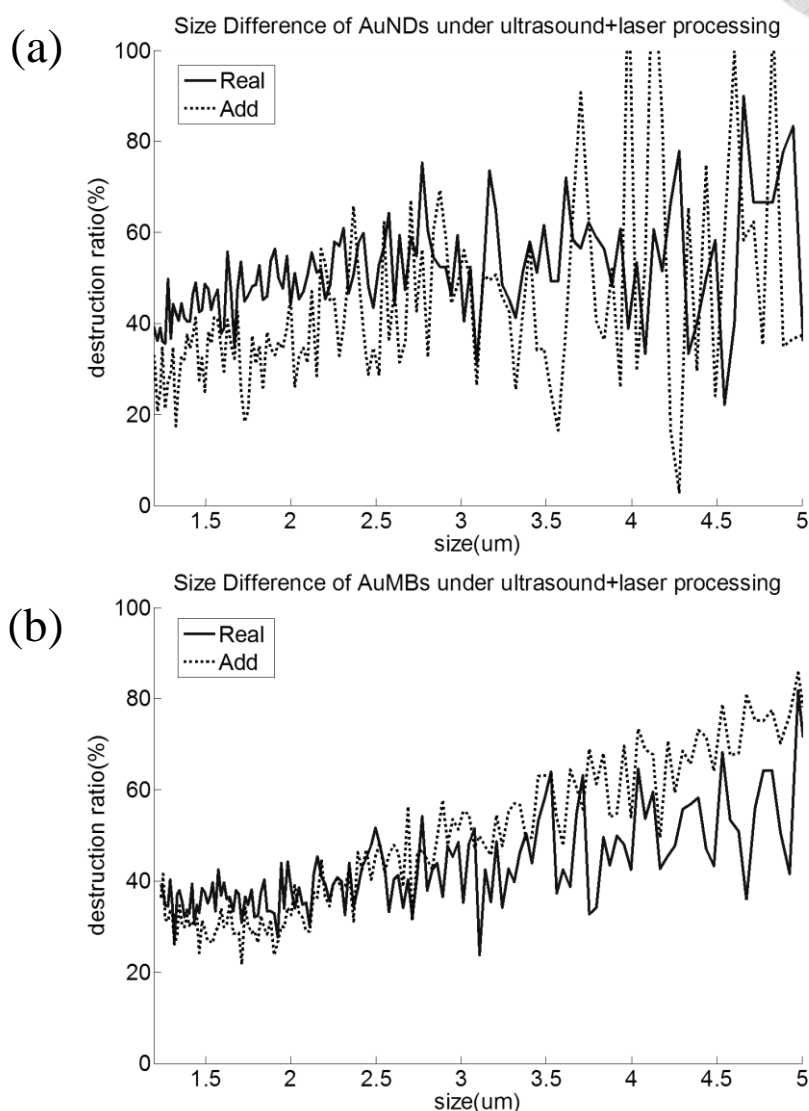 (a)
Size Difference of AuNDs under ultrasound+laser processing
Real
Add
destruction ratio(%)
100
80
60
40
20
0
1.5 2 2.5 3 3.5 4 4.5 5
size(um)
(b)
Size Difference of AuMBs under ultrasound+laser processing
Real
Add
destruction ratio(%)
100
80
60
40
20
0
1.5 2 2.5 3 3.5 4 4.5 5
size(um)